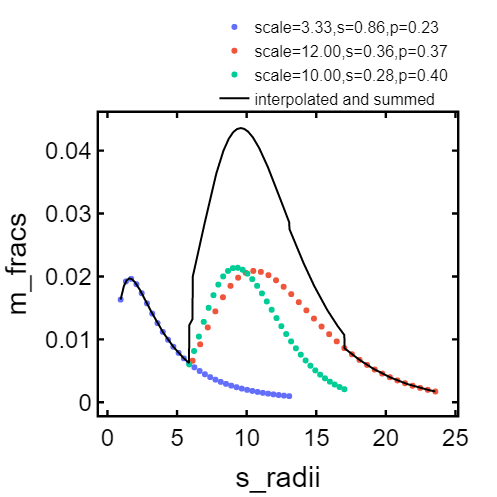 scale=3.33,s=0.86,p=0.23
scale=12.00,s=0.36,p=0.37
scale=10.00,s=0.28,p=0.40
interpolated and summed
0.04
0.03
0.02
0.01
0
m_fracs
0
5
10
15
20
25
s_radii